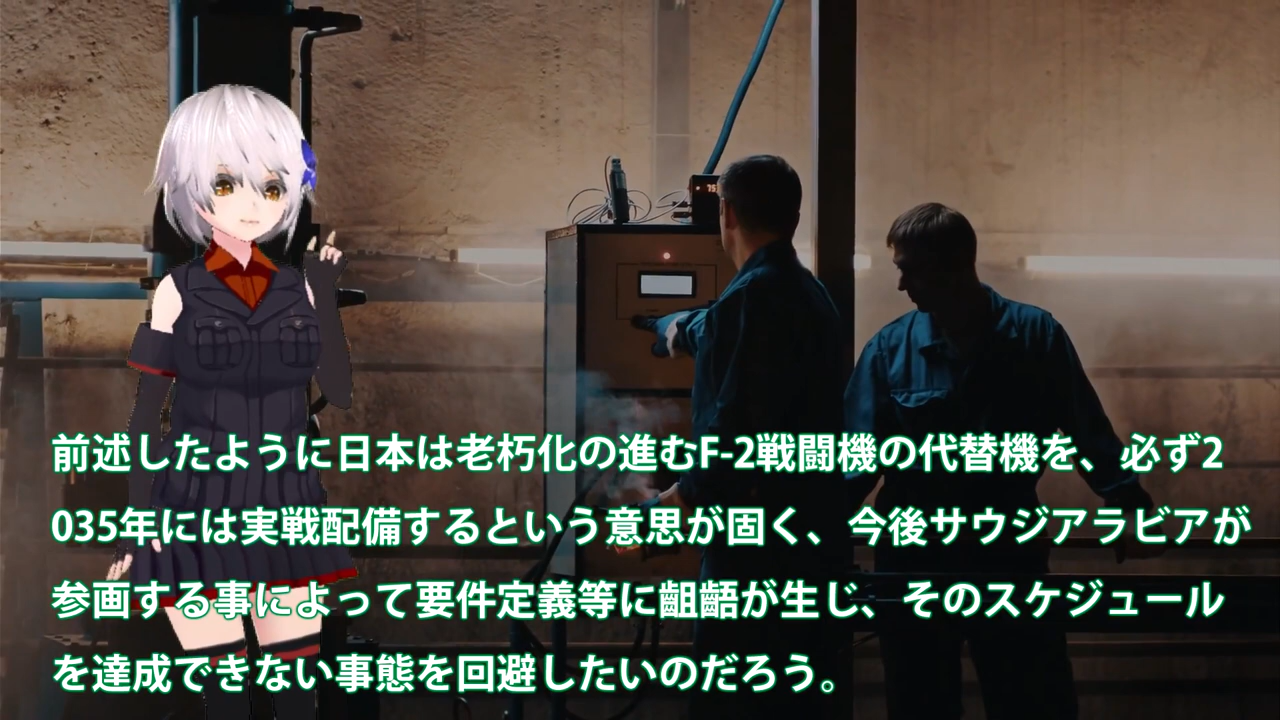 前述したように日本は老朽化の進むF-2戦闘機の代替機を、必ず2
035年には実戦配備するという意思が固く、今後サウジアラビアが
参画する事によって要件定義等に齟齬が生じ、そのスケジュール
を達成できない事態を回避したいのだろう。